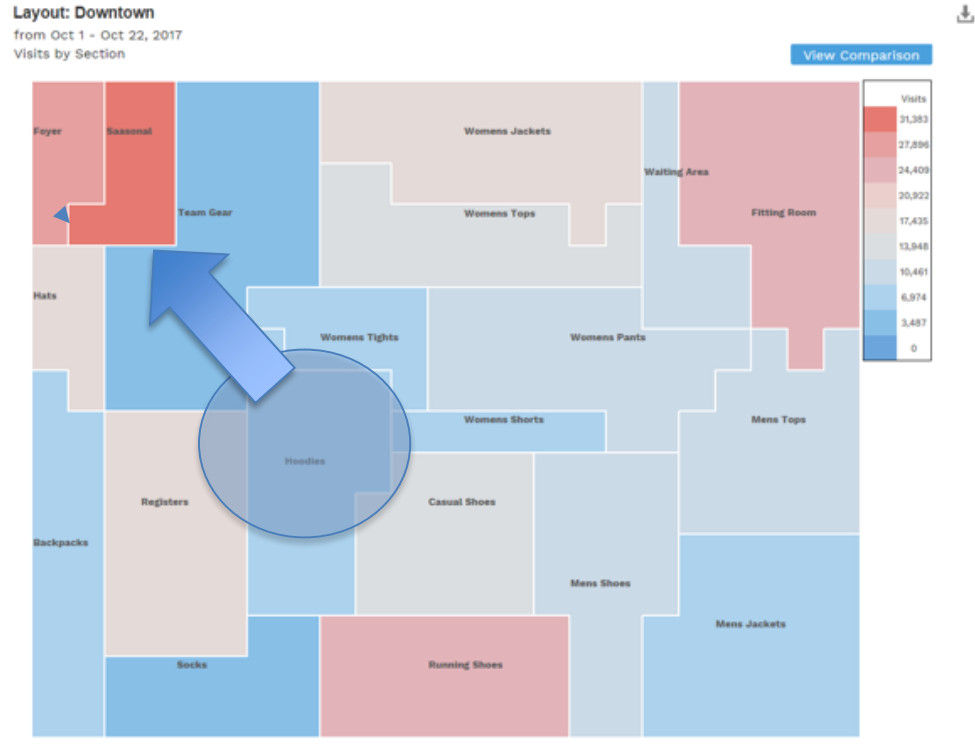 Layout: Downtown
from Oct 1 - Oct 22, 2017
Visits by Section
View Comparison
Visits
31,383
27,896
24,409
20,922
17,435
13,948
10,461
6,974
3,487
0
Foyer
Saasonal
Womens Jackets
Waiting Area
Team Gear
Womens Tops
Fitting Room
Hats
Womens Tights
Womens Pants
Womens Shorts
Mens Tops
Hoodies
Registers
Casual Shoes
Backpacks
Mens Shoes
Mens Jackets
Socks
Running Shoes